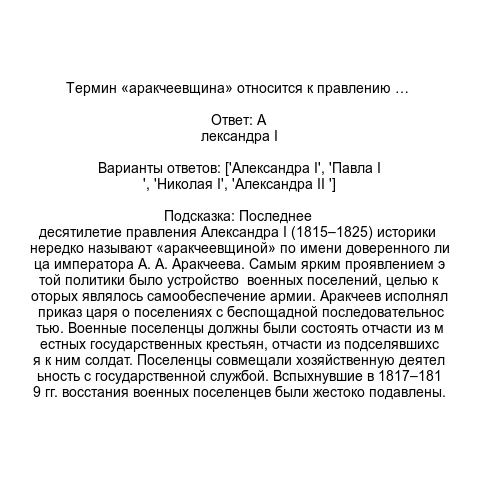 Термин «аракчеевщина» относится к правлению …
Ответ: А
лександра I
Варианты ответов: ['Александра I', 'Павла I
', 'Николая I', 'Александра II ']
Подсказка: Последнее
десятилетие правления Александра I (1815–1825) историки
нередко называют «аракчеевщиной» по имени доверенного ли
ца императора А. А. Аракчеева. Самым ярким проявлением э
той политики было устройство  военных поселений, целью к
оторых являлось самообеспечение армии. Аракчеев исполнял
приказ царя о поселениях с беспощадной последовательнос
тью. Военные поселенцы должны были состоять отчасти из м
естных государственных крестьян, отчасти из подселявшихс
я к ним солдат. Поселенцы совмещали хозяйственную деятел
ьность с государственной службой. Вспыхнувшие в 1817–181
9 гг. восстания военных поселенцев были жестоко подавлены.